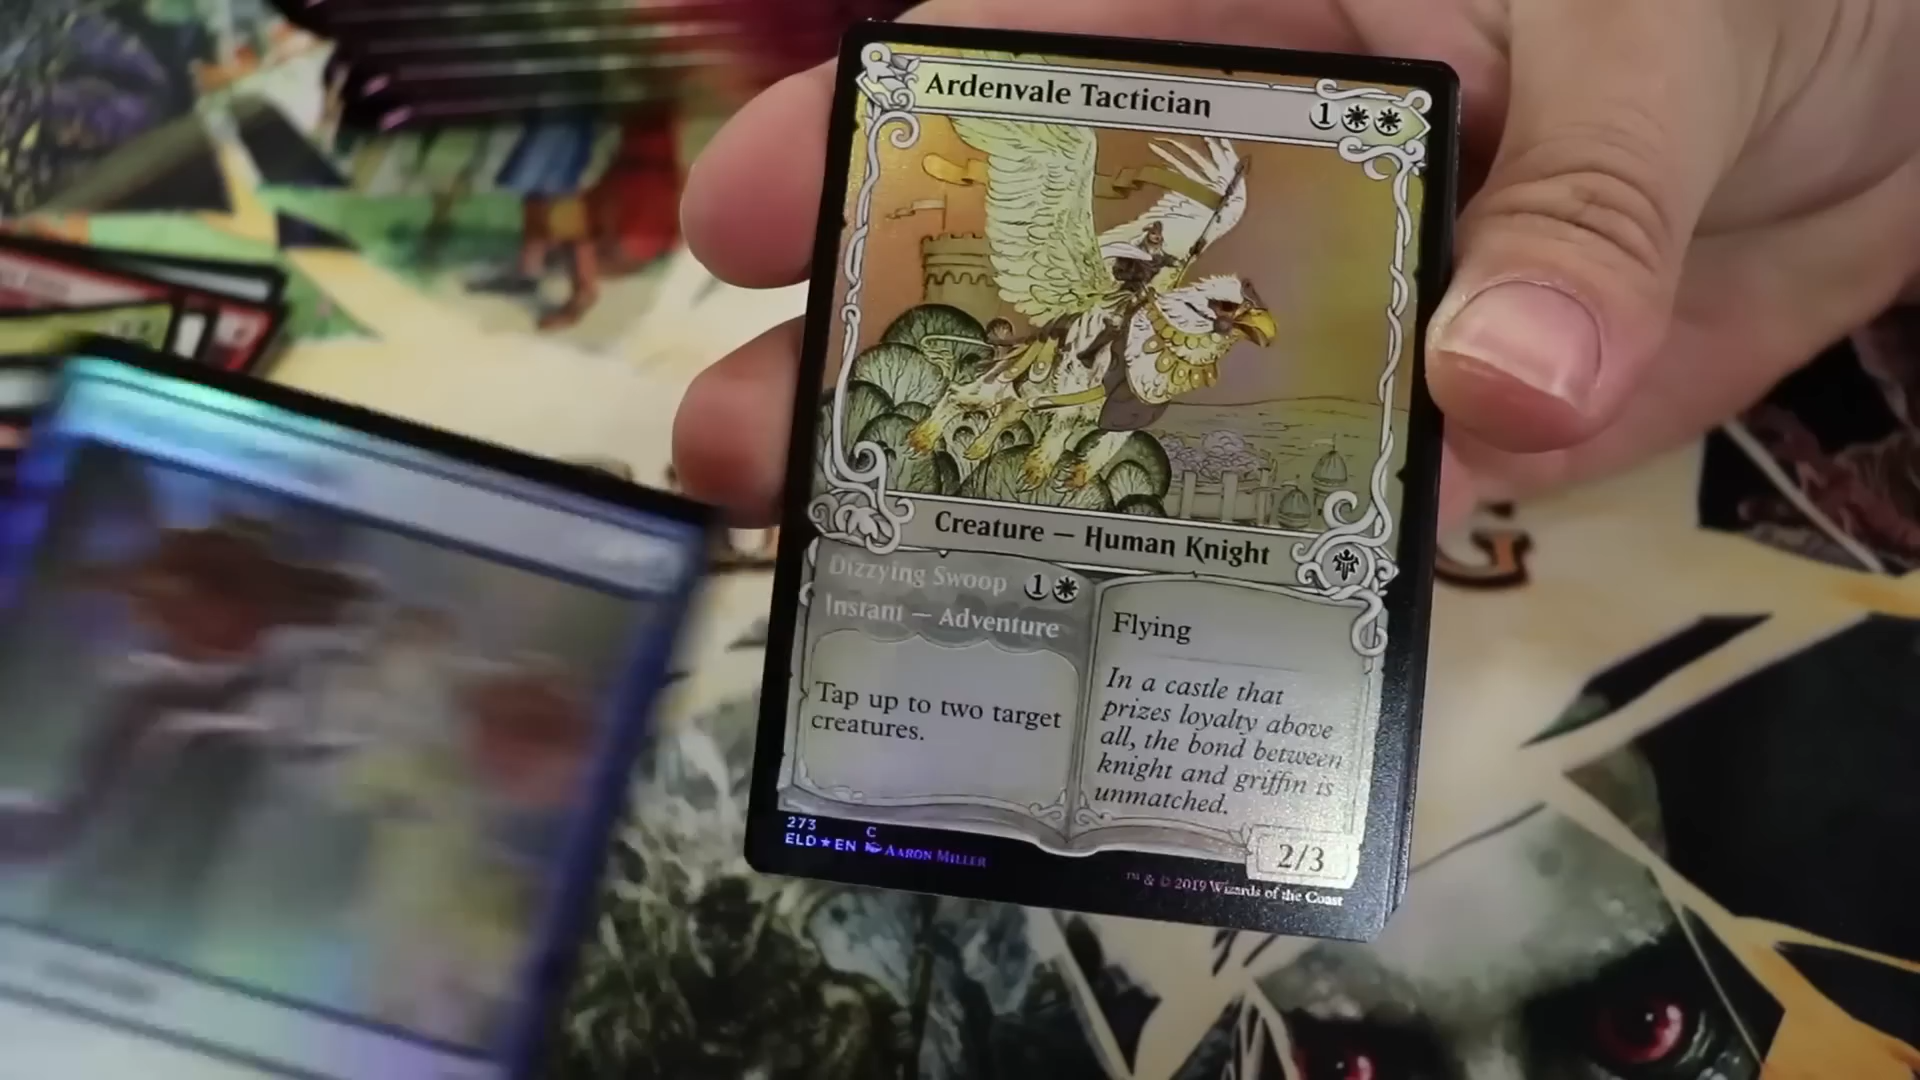 Ardenvale Tactician 1
Creature — Human Knight
Dizzying Swoop 1
Instant — Adventure
Tap up to two target
creatures.
Flying
In a castle that
prizes loyalty above
all, the bond between
knight and griffin is
unmatched.
2/3
273 C
ELD★EN Aaron Miller
™ & © 2019 Wizards of the Coast
G